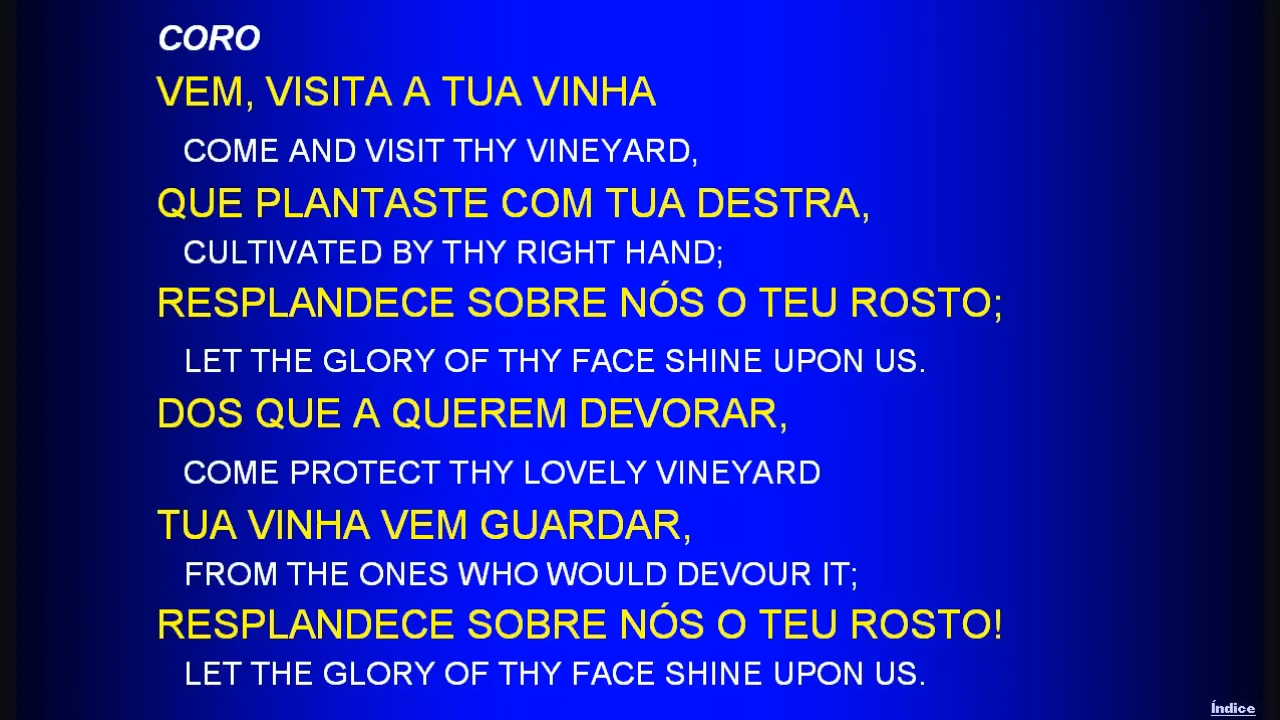 CORO
VEM, VISITA A TUA VINHA
COME AND VISIT THY VINEYARD,
QUE PLANTASTE COM TUA DESTRA,
CULTIVATED BY THY RIGHT HAND;
RESPLANDECE SOBRE NÓS O TEU ROSTO;
LET THE GLORY OF THY FACE SHINE UPON US.
DOS QUE A QUEREM DEVORAR,
COME PROTECT THY LOVELY VINEYARD
TUA VINHA VEM GUARDAR,
FROM THE ONES WHO WOULD DEVOUR IT;
RESPLANDECE SOBRE NÓS O TEU ROSTO!
LET THE GLORY OF THY FACE SHINE UPON US.
Índice